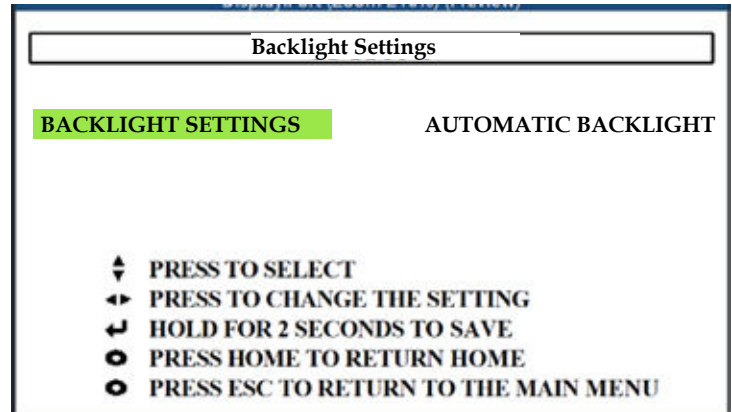 Backlight Settings
BACKLIGHT SETTINGS AUTOMATIC BACKLIGHT
PRESS TO SELECT
PRESS TO CHANGE THE SETTING
HOLD FOR 2 SECONDS TO SAVE
PRESS HOME TO RETURN HOME
PRESS ESC TO RETURN TO THE MAIN MENU